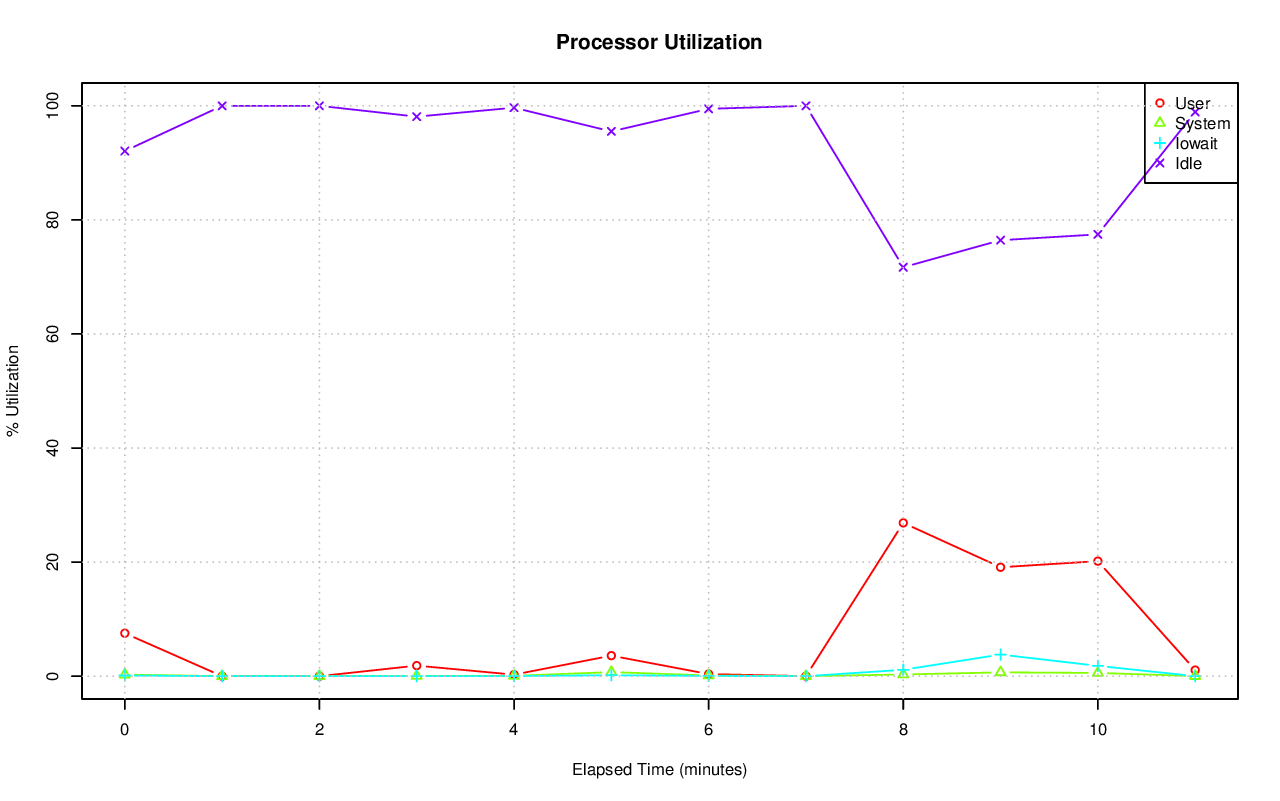 Processor Utilization
% Utilization
100
80
60
40
20
0
User
System
Iowait
Idle
0 2 4 6 8 10
Elapsed Time (minutes)